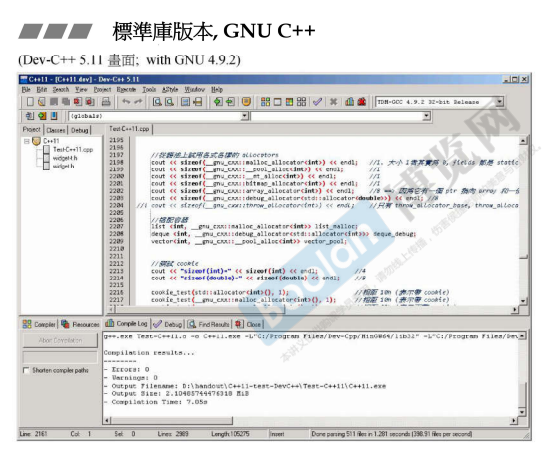 標準庫版本, GNU C++
(Dev-C++ 5.11 畫面; with GNU 4.9.2)
C++11 - [C++11.dev] - Dev-C++ 5.11
File Edit Search View Project Execute Tools AStyle Window Help
TDM-GCC 4.9.2 32-bit Release
(globals)
Project Classes Debug Test-C++11.cpp
C++11
Test-C++11.cpp
widget.h
widget.h
2195
2196
2197 //從語法上試用各式各樣的 allocators
2198 cout << sizeof(__gnu_cxx::malloc_allocator<int>) << endl; //1. 大小 1者其實為 0, fields 都是 static
2199 cout << sizeof(__gnu_cxx::__pool_alloc<int>) << endl; //1
2200 cout << sizeof(__gnu_cxx::__mt_alloc<int>) << endl; //1
2201 cout << sizeof(__gnu_cxx::bitmap_allocator<int>) << endl; //1
2202 cout << sizeof(__gnu_cxx::array_allocator<int>) << endl; //8 ==> 因為它有一個 ptr 指向 array 和一個
2203 cout << sizeof(__gnu_cxx::debug_allocator<std::allocator<double>>) << endl; //8
2204 //! cout << sizeof(__gnu_cxx::throw_allocator<int>) << endl; //只有 throw_allocator_base, throw_alloca
2205
2206 //搭配容器
2207 list <int, __gnu_cxx::malloc_allocator<int>> list_malloc;
2208 deque <int, __gnu_cxx::debug_allocator<std::allocator<int>>> deque_debug;
2209 vector<int, __gnu_cxx::__pool_alloc<int>> vector_pool;
2210
2211
2212 //測試 cookie
2213 cout << "sizeof(int)=" << sizeof(int) << endl; //4
2214 cout << "sizeof(double)=" << sizeof(double) << endl; //8
2215
2216 cookie_test(std::allocator<int>(), 1); //相距 10h (表示帶 cookie)
2217 cookie_test(__gnu_cxx::malloc_allocator<int>(), 1); //相距 10h (表示帶 cookie)
Compiler Resources Compile Log Debug Find Results Close
Abort Compilation
Shorten compiler paths
g++.exe Test-C++11.o -o C++11.exe -L"C:/Program Files/Dev-Cpp/MinGW64/lib32" -L"C:/Program Files/Dev
Compilation results...
--------
- Errors: 0
- Warnings: 0
- Output Filename: D:\handout\C++11-test-DevC++\Test-C++11\C++11.exe
- Output Size: 2.10485744476318 MiB
- Compilation Time: 7.05s
Line: 2161 Col: 1 Sel: 0 Lines: 2989 Length: 105275 Insert Done parsing 511 files in 1.281 seconds (398.91 files per second)